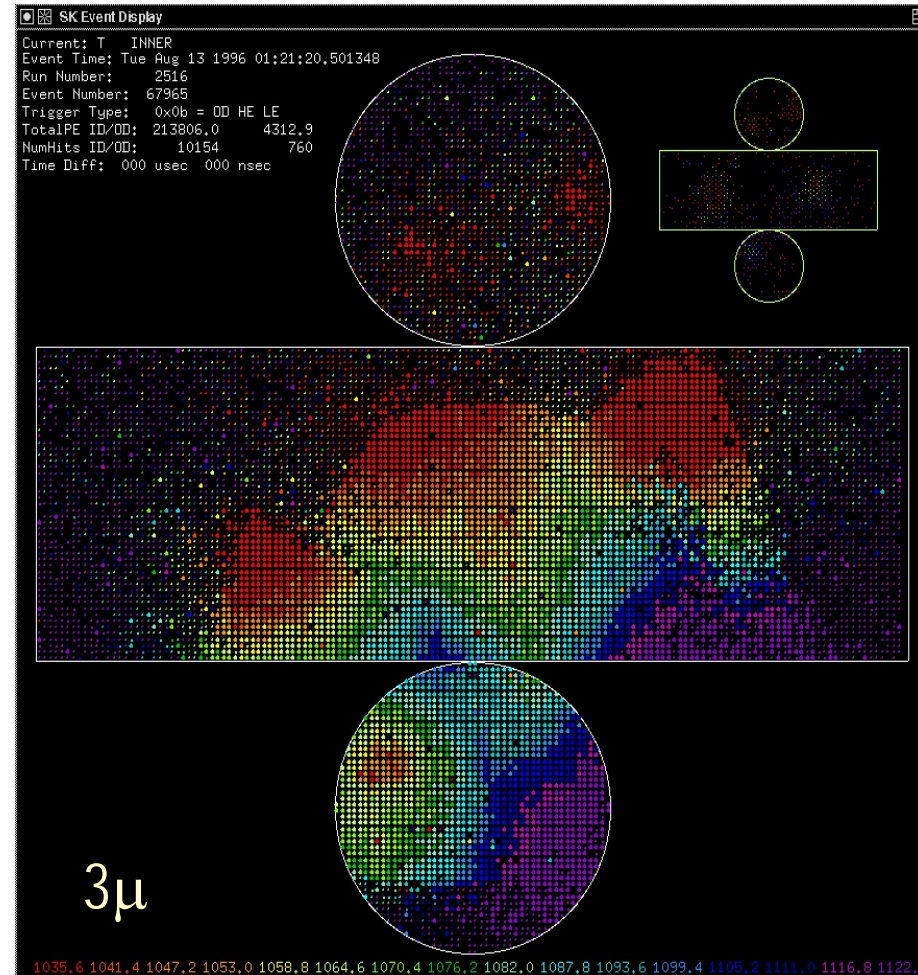 SK Event Display
Current: T INNER
Event Time: Tue Aug 13 1996 01:21:20.501348
Run Number: 2516
Event Number: 67965
Trigger Type: 0x0b = OD HE LE
TotalPE ID/OD: 213806.0 4312.9
NumHits ID/OD: 10154 760
Time Diff: 000 usec 000 nsec
3μ
1035.6 1041.4 1047.2 1053.0 1058.8 1064.6 1070.4 1076.2 1082.0 1087.8 1093.6 1099.4 1105.2 1111.0 1116.8 1122.